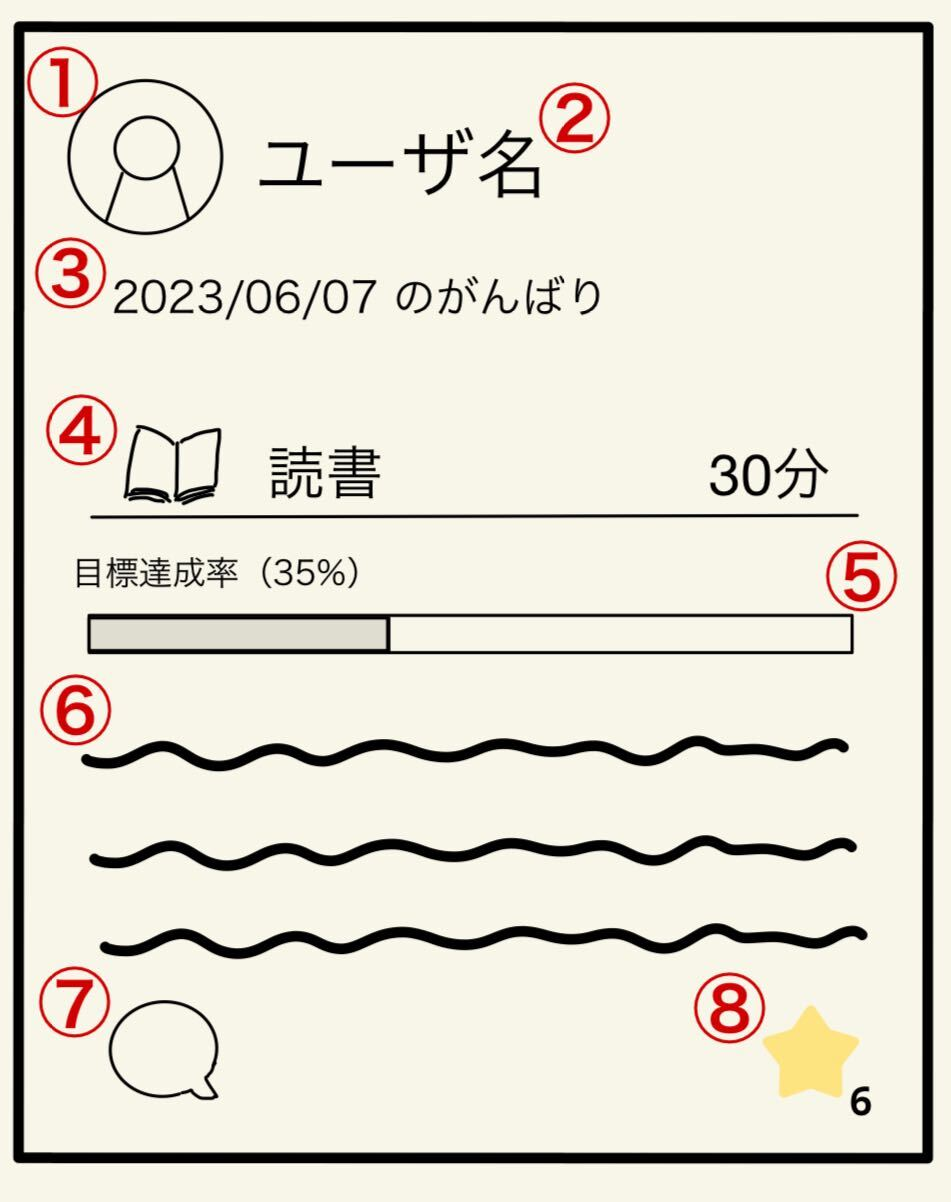 ①
ユーザ名 ②
③ 2023/06/07 のがんばり
④ 読書 30分
目標達成率（35%） ⑤
⑥
⑦ ⑧
6